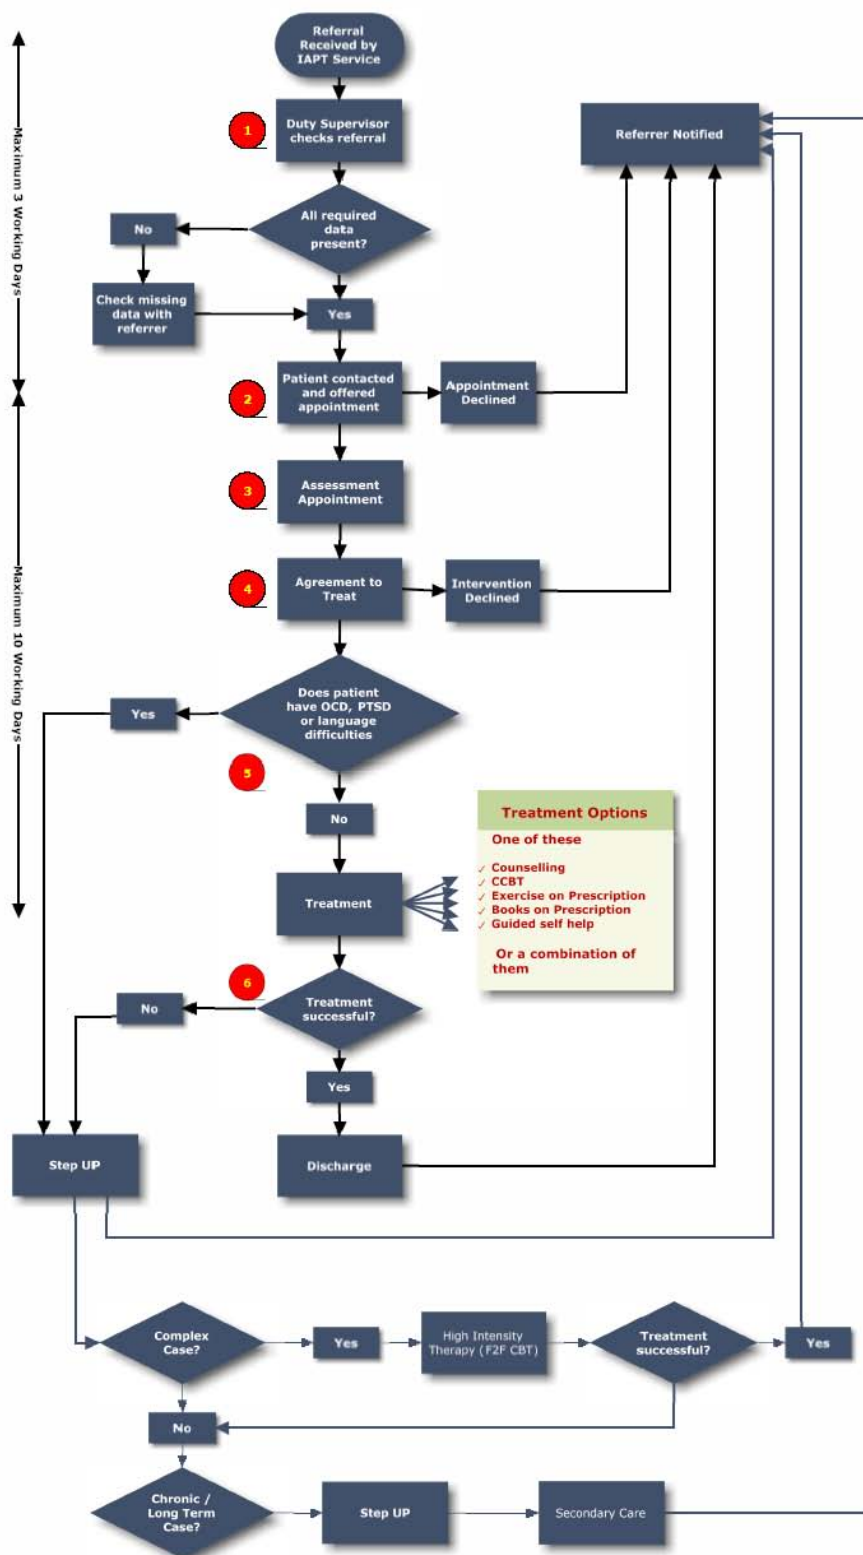 Referral
Received by
IAPT Service
Maximum 3 Working Days
1
Duty Supervisor
checks referral
Referrer Notified
All required
data
present?
No
Check missing
data with
referrer
Yes
2
Patient contacted
and offered
appointment
Appointment
Declined
Maximum 10 Working Days
3
Assessment
Appointment
4
Agreement to
Treat
Intervention
Declined
Does patient
have OCD, PTSD
or language
difficulties
Yes
5
No
Treatment
Treatment Options
One of these
✓ Counselling
✓ CCBT
✓ Exercise on Prescription
✓ Books on Prescription
✓ Guided self help
Or a combination of
them
6
Treatment
successful?
No
Yes
Step UP
Discharge
Complex
Case?
Yes
High Intensity
Therapy (F2F CBT)
Treatment
successful?
Yes
No
Chronic /
Long Term
Case?
Step UP
Secondary Care